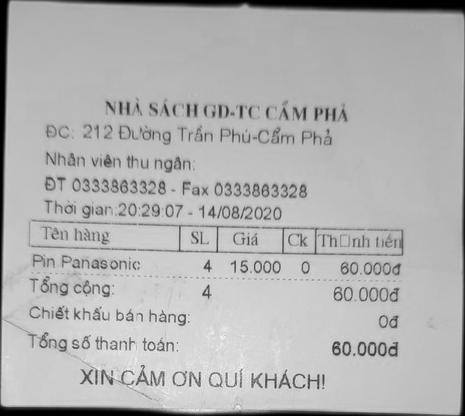 NHÀ SÁCH GD-TC CẨM PHẢ
ĐC: 212 Đường Trần Phú-Cẩm Phả
Nhân viên thu ngân:
ĐT 0333863328 - Fax 0333863328
Thời gian:20:29:07 - 14/08/2020
Tên hàng SL Giá Ck Th□nh tiền
Pin Panasonic 4 15.000 0 60.000đ
Tổng cộng: 4 60.000đ
Chiết khấu bán hàng: 0đ
Tổng số thanh toán: 60.000đ
XIN CẢM ƠN QUÍ KHÁCH!